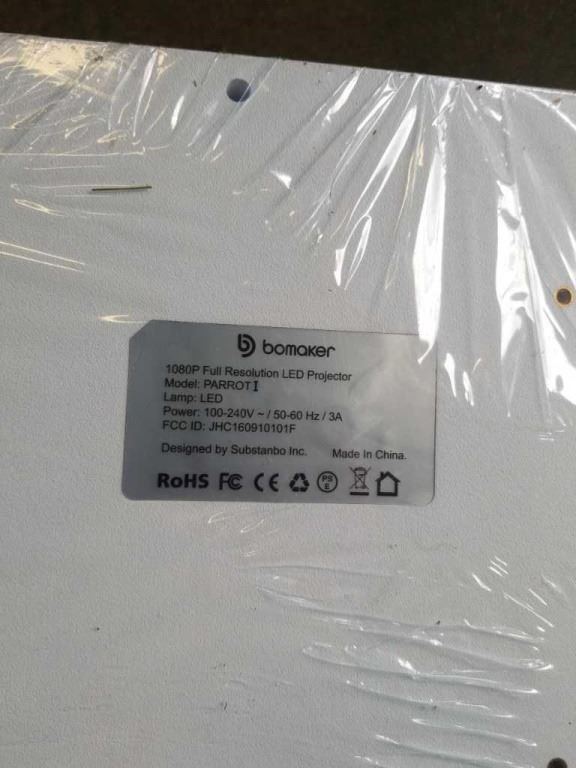 bomaker
1080P Full Resolution LED Projector
Model: PARROT I
Lamp: LED
Power: 100-240V ~ / 50-60 Hz / 3A
FCC ID: JHC160910101F
Designed by Substanbo Inc. Made In China.
RoHS FC CE PS E